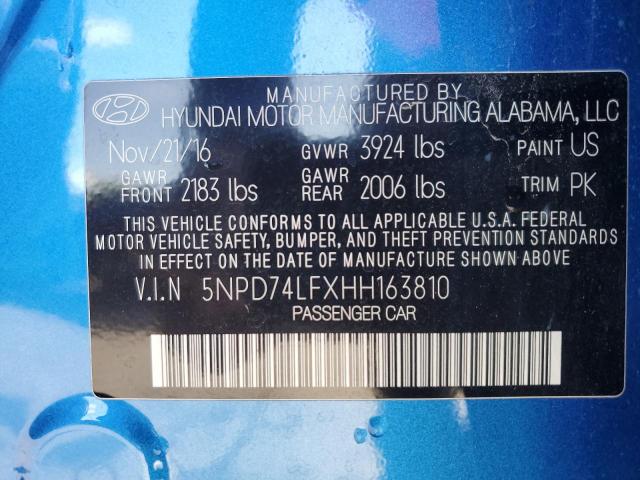 MANUFACTURED BY
HYUNDAI MOTOR MANUFACTURING ALABAMA, LLC
Nov/21/16 GVWR 3924 lbs PAINT US
GAWR FRONT 2183 lbs GAWR REAR 2006 lbs TRIM PK
THIS VEHICLE CONFORMS TO ALL APPLICABLE U.S.A. FEDERAL
MOTOR VEHICLE SAFETY, BUMPER, AND THEFT PREVENTION STANDARDS
IN EFFECT ON THE DATE OF MANUFACTURE SHOWN ABOVE
V.I.N 5NPD74LFXHH163810
PASSENGER CAR